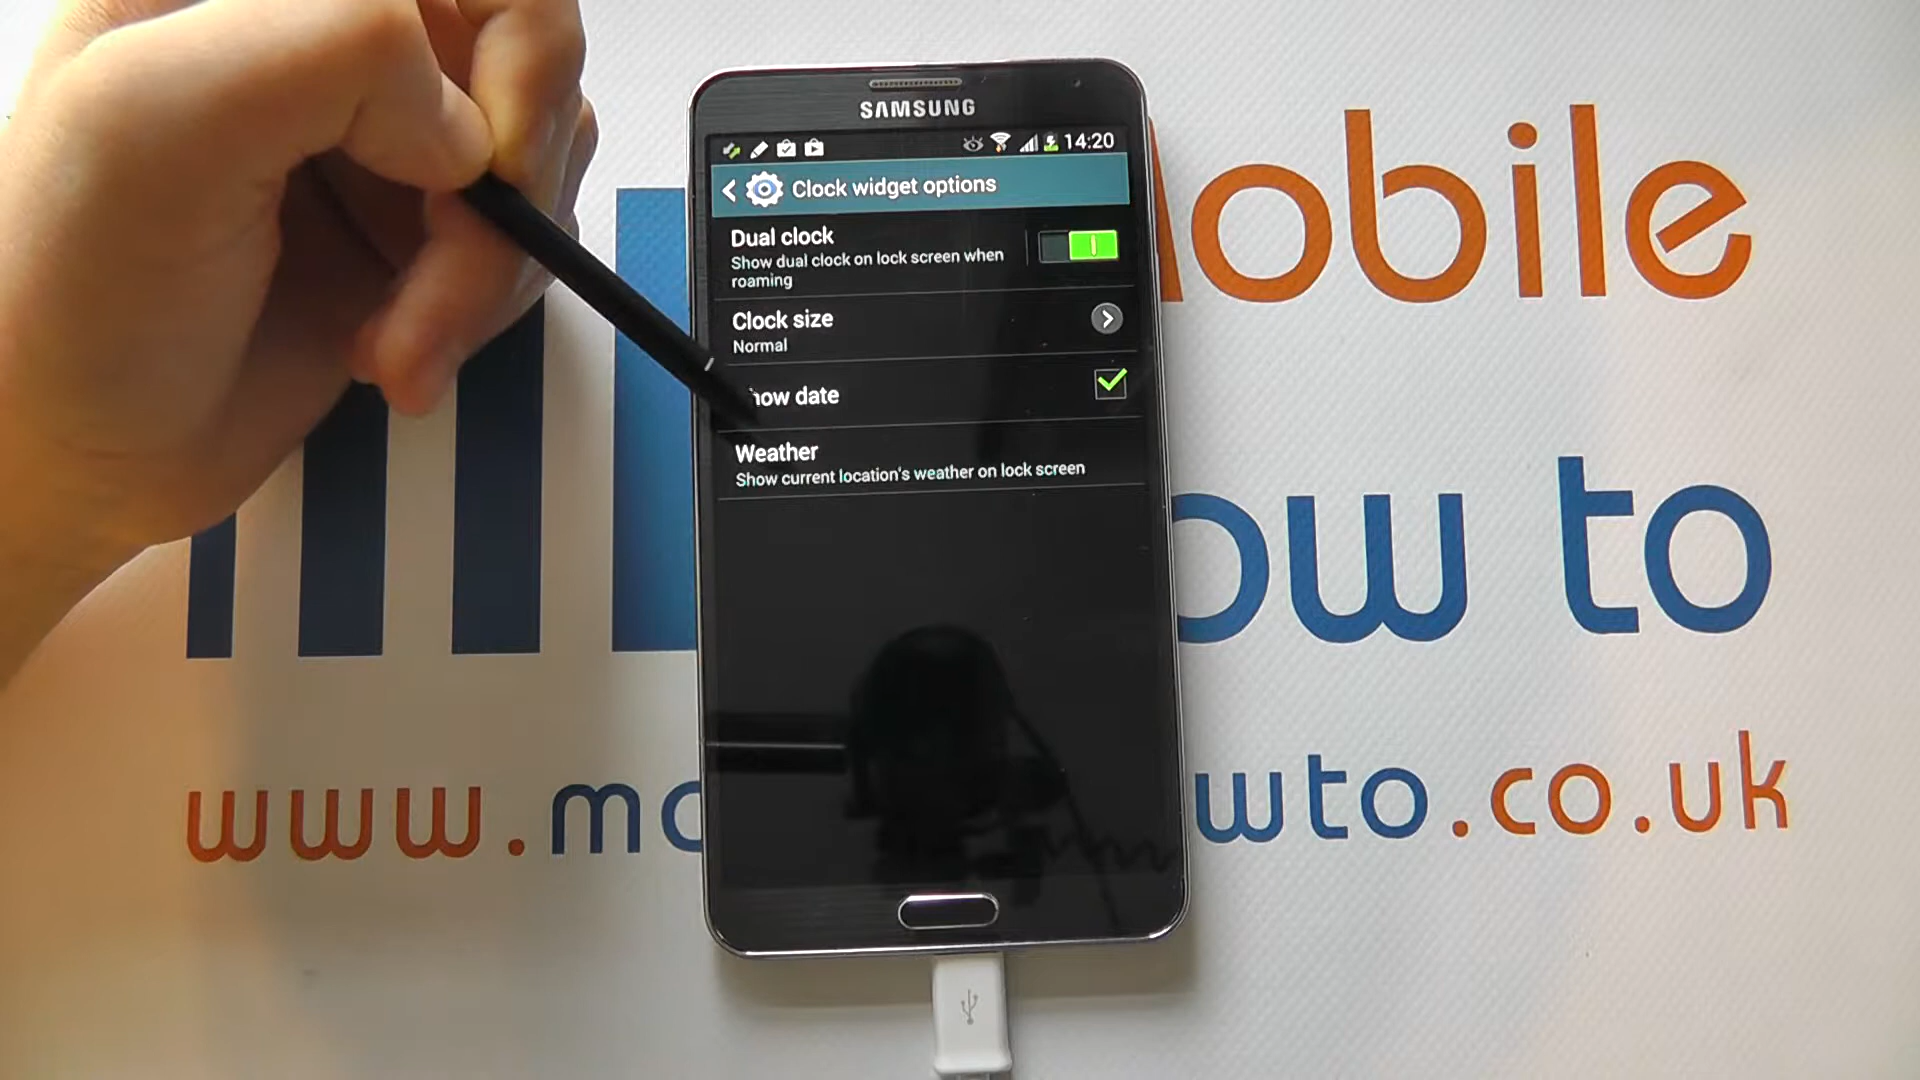 SAMSUNG
14:20
Clock widget options
Dual clock
Show dual clock on lock screen when
roaming
Clock size
Normal
how date
Weather
Show current location's weather on lock screen
obile
ow to
www.mo wto.co.uk